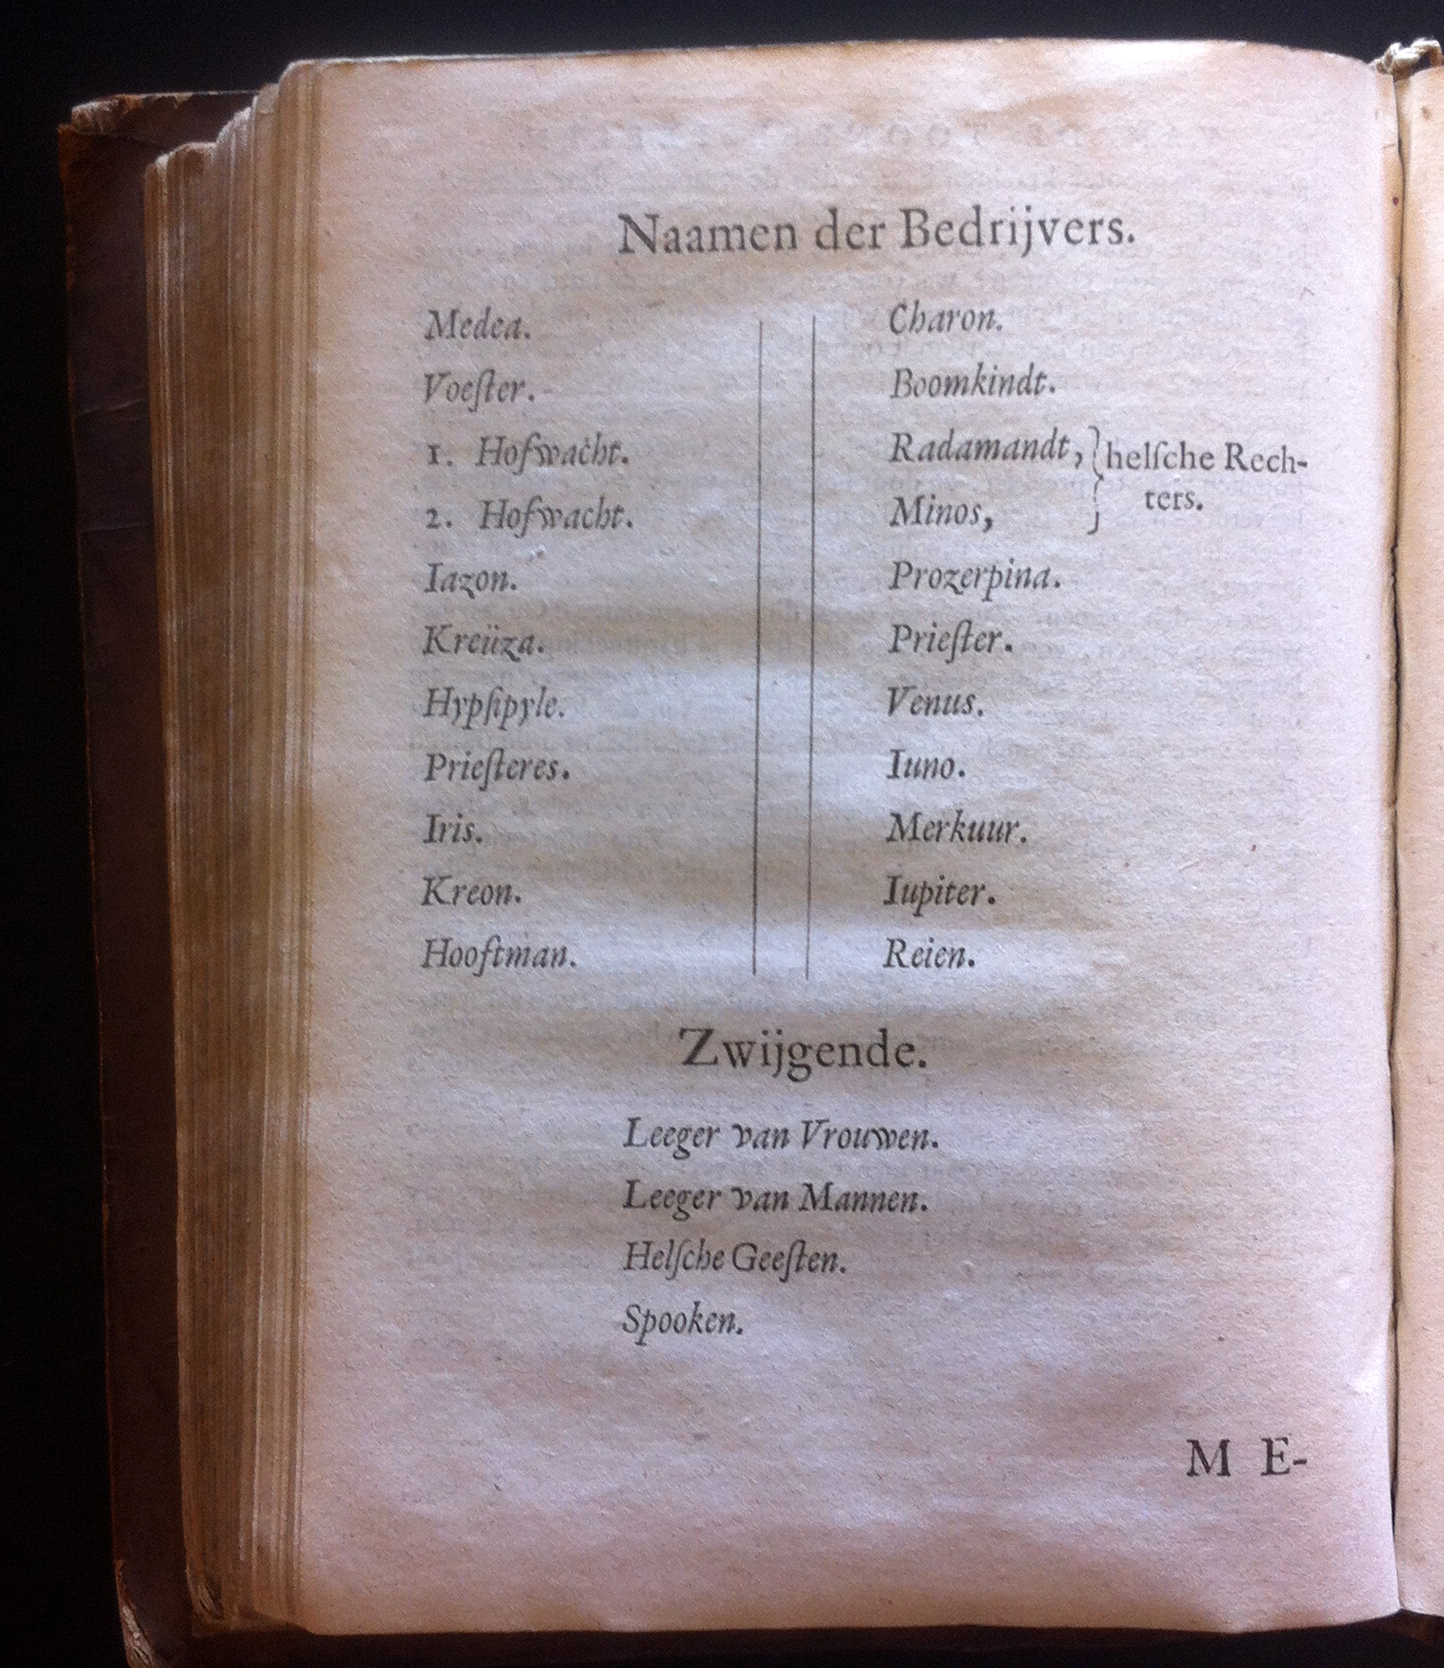 Naamen der Bedrijvers.
Medea.
Voeſter.
1. Hofwacht.
2. Hofwacht.
Iazon.
Kreüza.
Hypſipyle.
Prieſteres.
Iris.
Kreon.
Hooftman.
Charon.
Boomkindt.
Radamandt, } helſche Rech-
Minos, } ters.
Prozerpina.
Prieſter.
Venus.
Iuno.
Merkuur.
Iupiter.
Reien.
Zwijgende.
Leeger van Vrouwen.
Leeger van Mannen.
Helſche Geeſten.
Spooken.
M E-